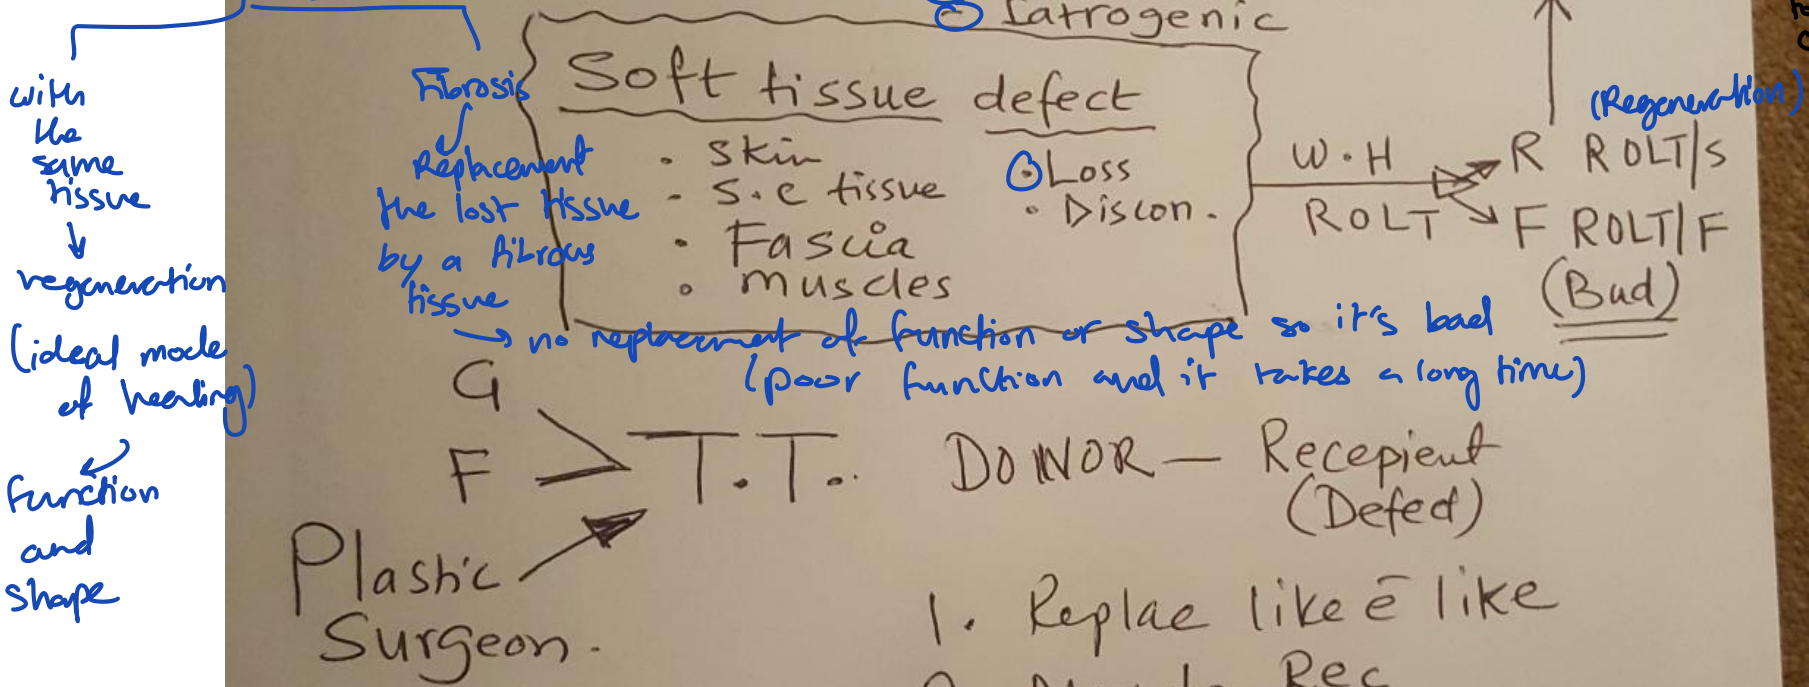 Iatrogenic
with
the
same
tissue
regeneration
(ideal mode
of healing)
function
and
shape
Fibrosis
Replacement
the lost tissue
by a fibrous
tissue
no replacement of function or shape so it's bad
(poor function and it takes a long time)
Soft tissue defect
• Skin
- S.c tissue
• Fascia
• muscles
• Loss
• Discon.
W.H
ROLT
(Regeneration)
R ROLT/S
F ROLT/F
(Bad)
G
F
T.T.
DONOR — Recepient
(Defect)
Plastic
Surgeon.
1. Replae like c̄ like
Rec